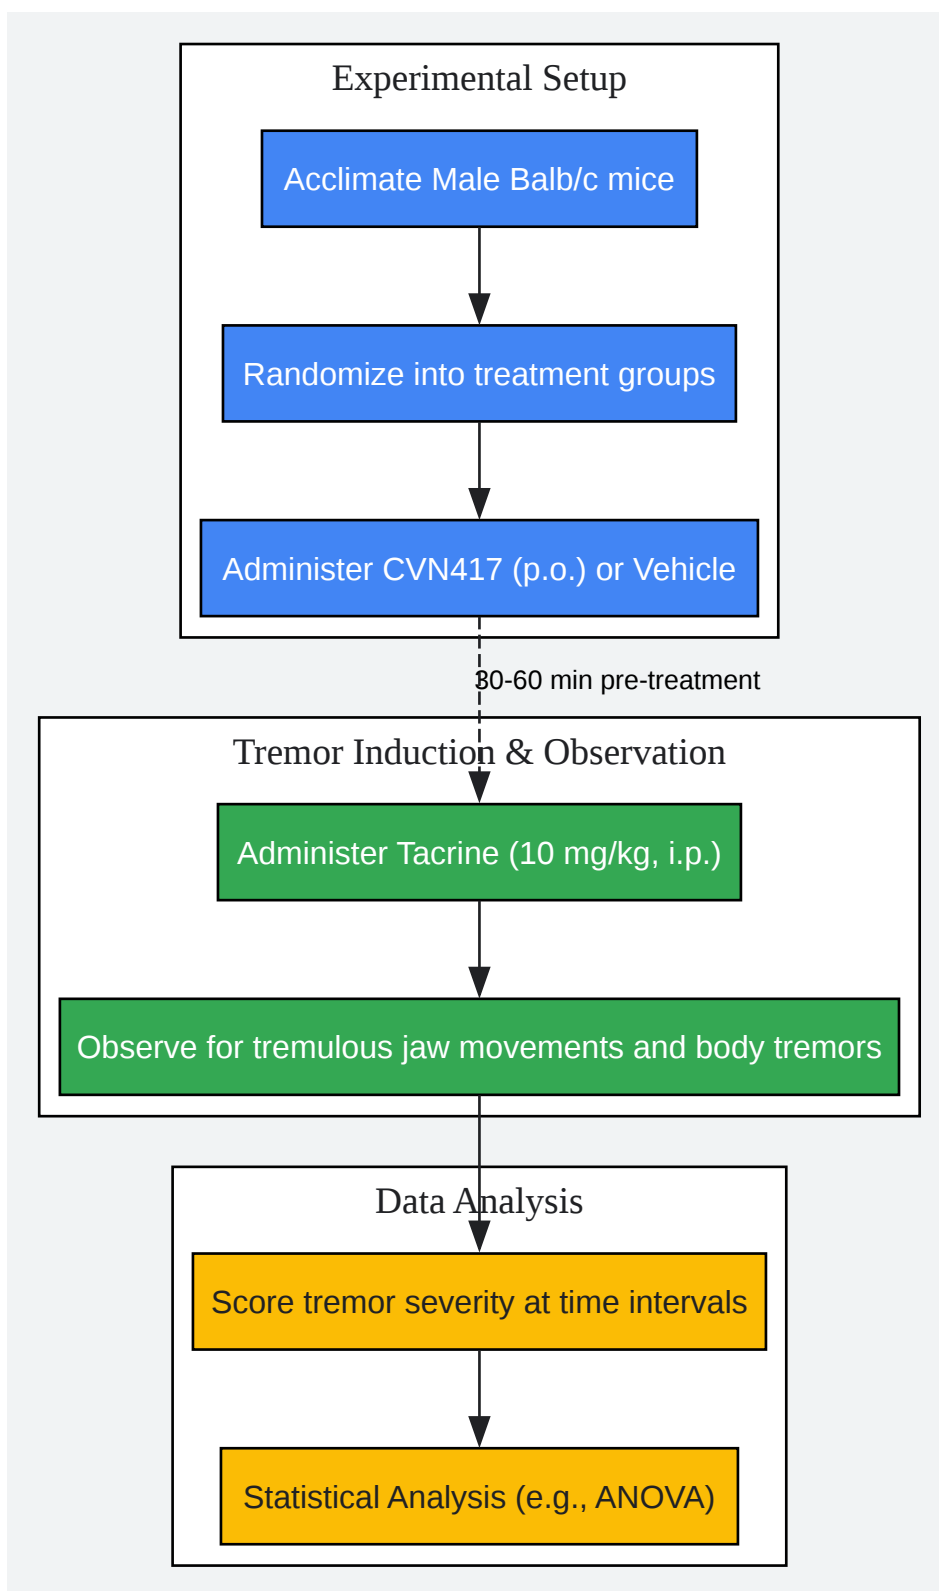 Experimental Setup
Acclimate Male Balb/c mice
Randomize into treatment groups
Administer CVN417 (p.o.) or Vehicle
30-60 min pre-treatment
Tremor Induction & Observation
Administer Tacrine (10 mg/kg, i.p.)
Observe for tremulous jaw movements and body tremors
Data Analysis
Score tremor severity at time intervals
Statistical Analysis (e.g., ANOVA)